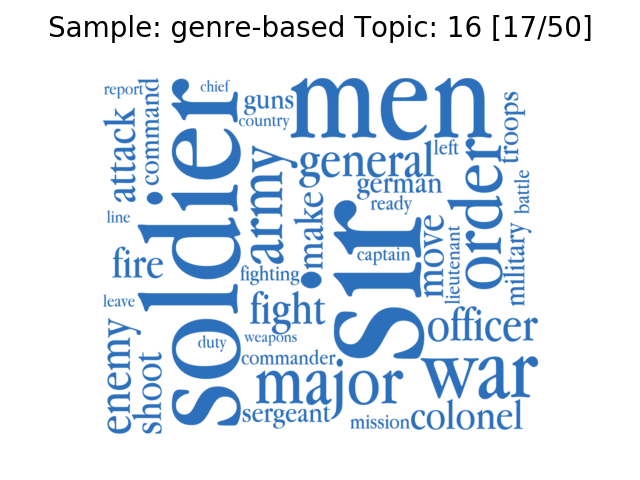 Sample: genre-based Topic: 16 [17/50]
report
command
attack
line
fire
leave
enemy
shoot
soldier
chief
guns
country
army
fighting
make
men
general
german
ready
left
troops
order
battle
military
sir
captain
move
lieutenant
fight
duty
weapons
commander
major
sergeant
mission
officer
war
colonel